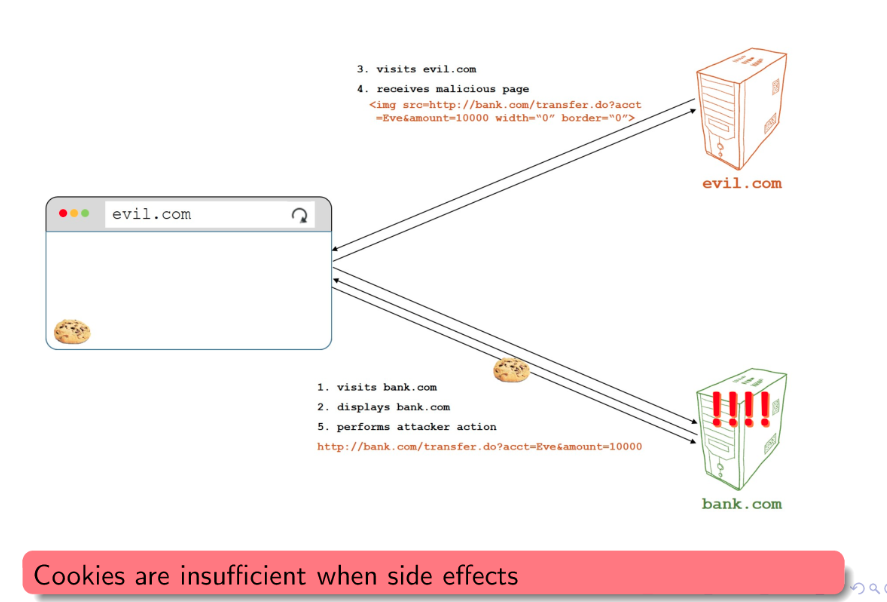 3. visits evil.com
4. receives malicious page
<img src=http://bank.com/transfer.do?acct
=Eve&amount=10000 width=“0” border=“0”>
evil.com
evil.com
1. visits bank.com
2. displays bank.com
5. performs attacker action
http://bank.com/transfer.do?acct=Eve&amount=10000
!!!!
bank.com
Cookies are insufficient when side effects